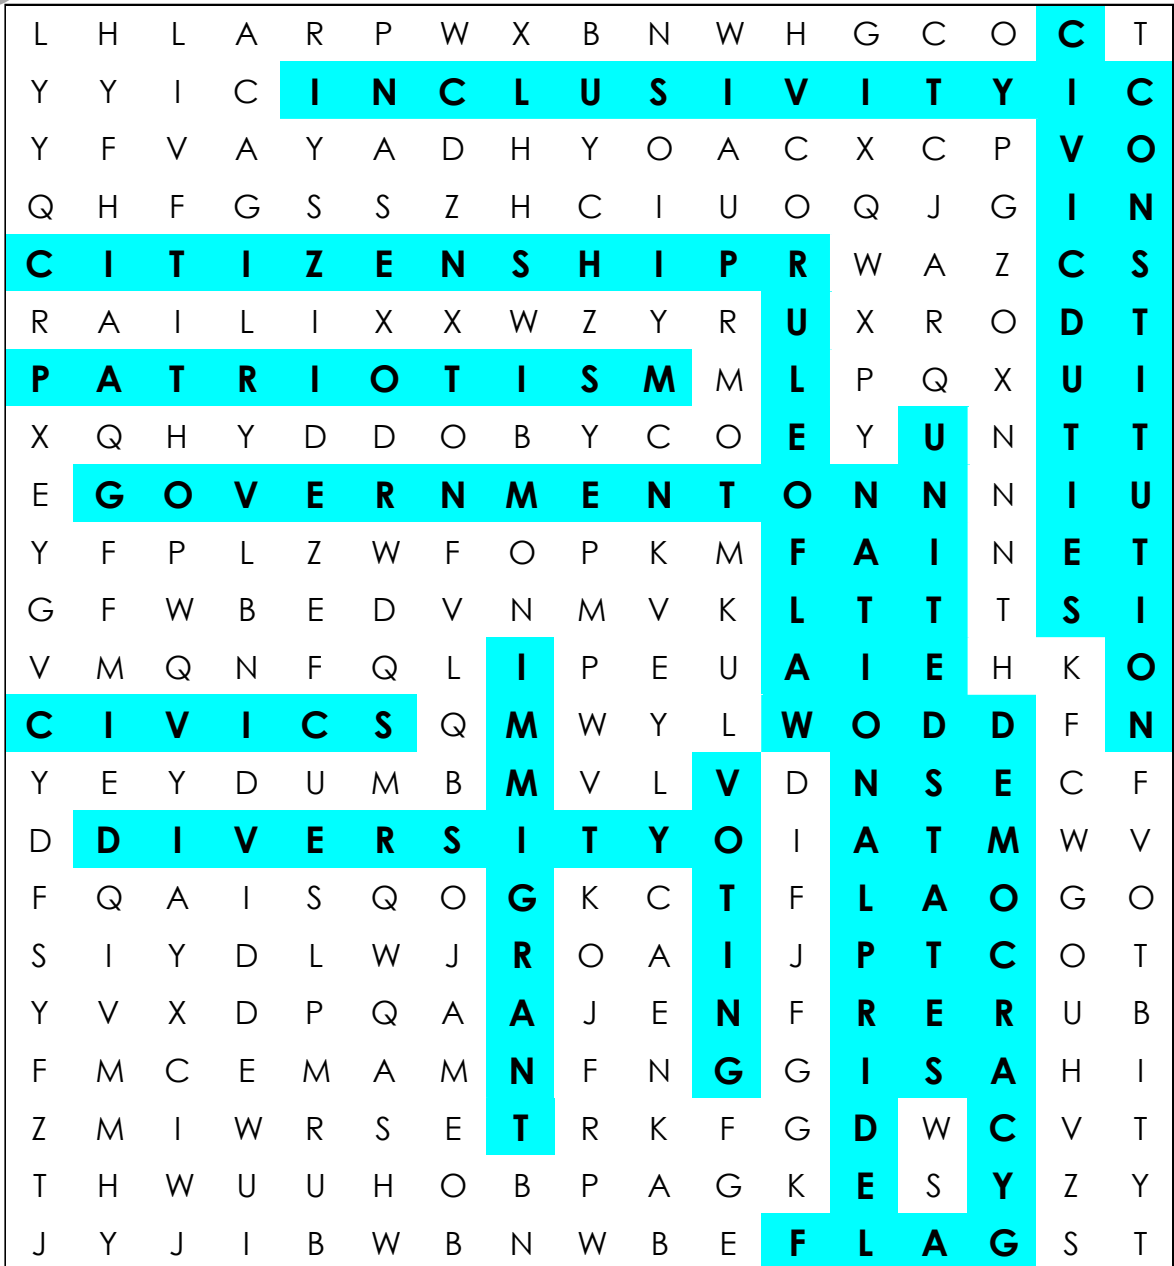 L H L A R P W X B N W H G C O C T
Y Y I C I N C L U S I V I T Y I C
Y F V A Y A D H Y O A C X C P V O
Q H F G S S Z H C I U O Q J G I N
C I T I Z E N S H I P R W A Z C S
R A I L I X X W Z Y R U X R O D T
P A T R I O T I S M M L P Q X U I
X Q H Y D D O B Y C O E Y U N T T
E G O V E R N M E N T O N N N I U
Y F P L Z W F O P K M F A I N E T
G F W B E D V N M V K L T T T S I
V M Q N F Q L I P E U A I E H K O
C I V I C S Q M W Y L W O D D F N
Y E Y D U M B M V L V D N S E C F
D D I V E R S I T Y O I A T M W V
F Q A I S Q O G K C T F L A O G O
S I Y D L W J R O A I J P T C O T
Y V X D P Q A A J E N F R E R U B
F M C E M A M N F N G G I S A H I
Z M I W R S E T R K F G D W C V T
T H W U U H O B P A G K E S Y Z Y
J Y J I B W B N W B E F L A G S T